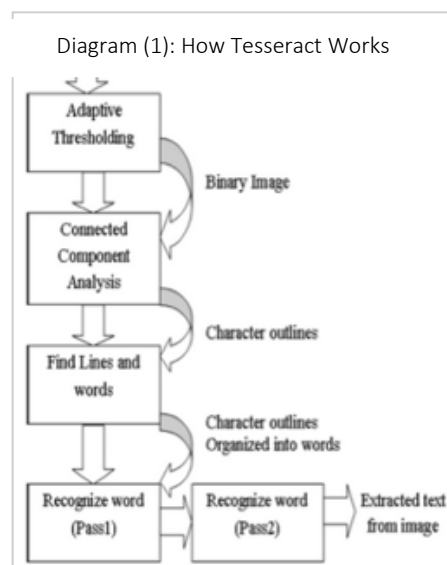 Diagram (1): How Tesseract Works
Adaptive
Thresholding
Binary Image
Connected
Component
Analysis
Character outlines
Find Lines and
words
Character outlines
Organized into words
Recognize word
(Pass1)
Recognize word
(Pass2)
Extracted text
from image